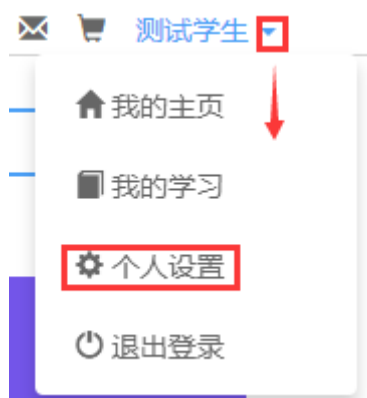 测试学生
我的主页
我的学习
个人设置
退出登录